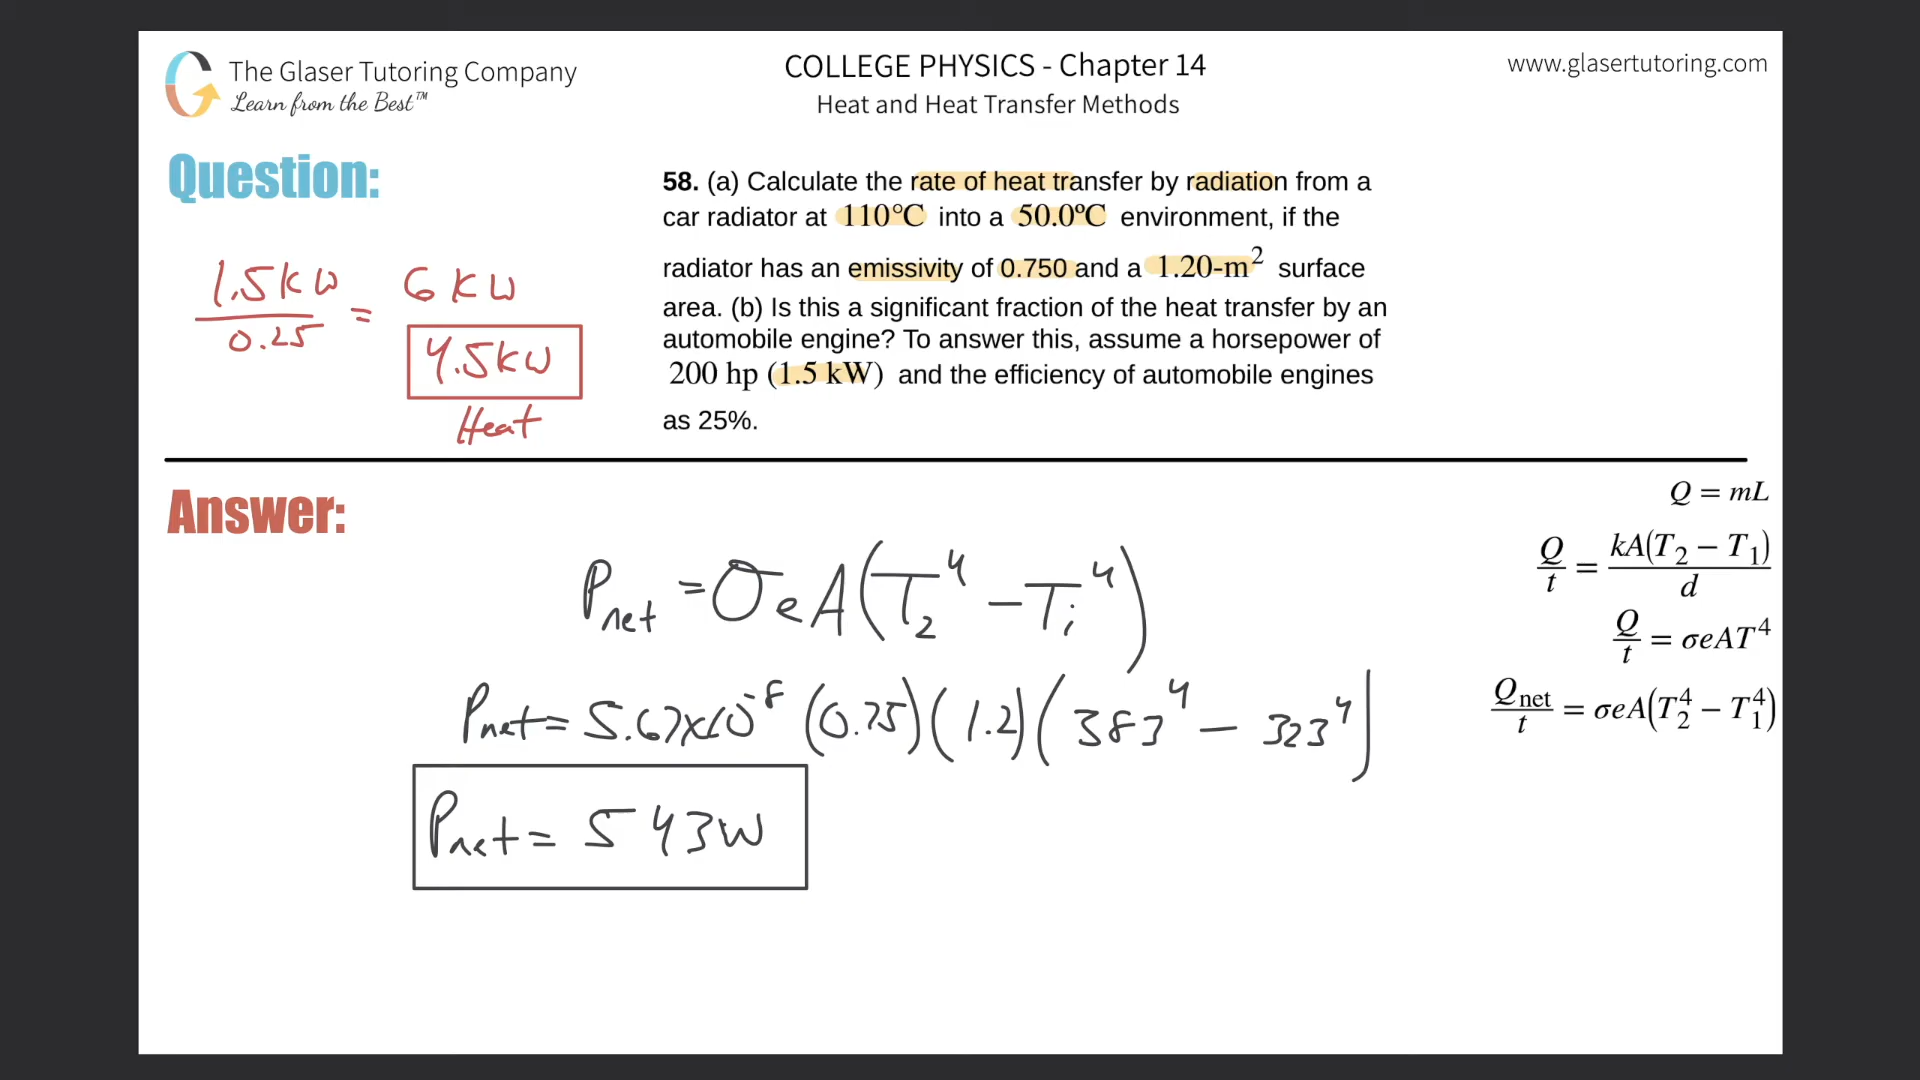 The Glaser Tutoring Company
Learn from the Best™
COLLEGE PHYSICS - Chapter 14
Heat and Heat Transfer Methods
www.glasertutoring.com
Question:
58. (a) Calculate the rate of heat transfer by radiation from a
car radiator at 110°C into a 50.0ºC environment, if the
radiator has an emissivity of 0.750 and a 1.20-m² surface
area. (b) Is this a significant fraction of the heat transfer by an
automobile engine? To answer this, assume a horsepower of
200 hp (1.5 kW) and the efficiency of automobile engines
as 25%.
1.5kW / 0.25 = 6kW
4.5kW
Heat
Answer:
P_net = σeA(T₂⁴ − T₁⁴)
P_net = 5.67x10⁻⁸ (0.75)(1.2)(383⁴ − 323⁴)
P_net = 543W
Q = mL
Q/t = kA(T₂ − T₁)/d
Q/t = σeAT⁴
Q_net/t = σeA(T₂⁴ − T₁⁴)